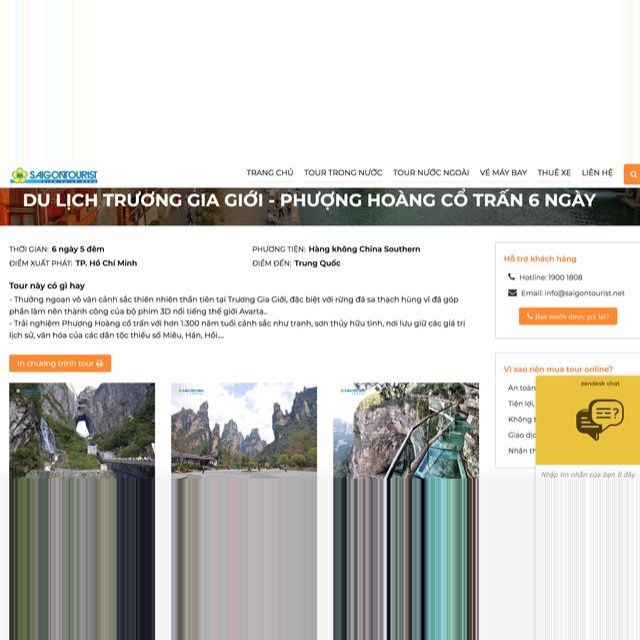 SAIGONTOURIST
TRANG CHỦ TOUR TRONG NƯỚC TOUR NƯỚC NGOÀI VÉ MÁY BAY THUÊ XE LIÊN HỆ
DU LỊCH TRƯƠNG GIA GIỚI - PHƯỢNG HOÀNG CỔ TRẤN 6 NGÀY
THỜI GIAN: 6 ngày 5 đêm
PHƯƠNG TIỆN: Hàng không China Southern
ĐIỂM XUẤT PHÁT: TP. Hồ Chí Minh
ĐIỂM ĐẾN: Trung Quốc
Tour này có gì hay
- Thưởng ngoạn vô vàn cảnh sắc thiên nhiên thần tiên tại Trương Gia Giới, đặc biệt với rừng đá sa thạch hùng vĩ đã góp
phần làm nên thành công của bộ phim 3D nổi tiếng thế giới Avarta..
- Trải nghiệm Phượng Hoàng cổ trấn với hơn 1.300 năm tuổi cảnh sắc như tranh, sơn thủy hữu tình, nơi lưu giữ các giá trị
lịch sử, văn hóa của các dân tộc thiểu số Miêu, Hán, Hồi....
In chương trình tour
Hỗ trợ khách hàng
Hotline: 1900 1808
Email: info@saigontourist.net
Bạn muốn được gọi lại?
Vì sao nên mua tour online?
An toàn
Tiện lợi,
Không
Giao dịc
Nhận th
zendesk chat
Nhập tin nhắn của bạn ở đây
SAIGONTOURIST